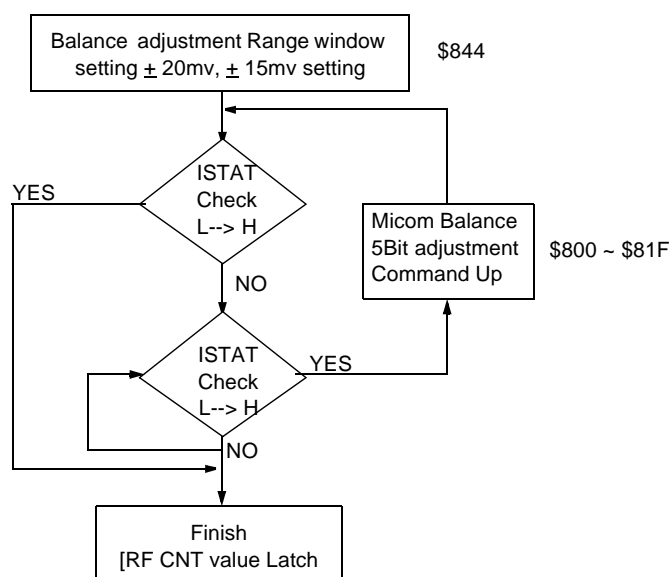 Balance adjustment Range window
setting ± 20mv, ± 15mv setting
$844
ISTAT
Check
L--> H
YES
NO
Micom Balance
5Bit adjustment
Command Up
$800 ~ $81F
ISTAT
Check
L--> H
YES
NO
Finish
[RF CNT value Latch